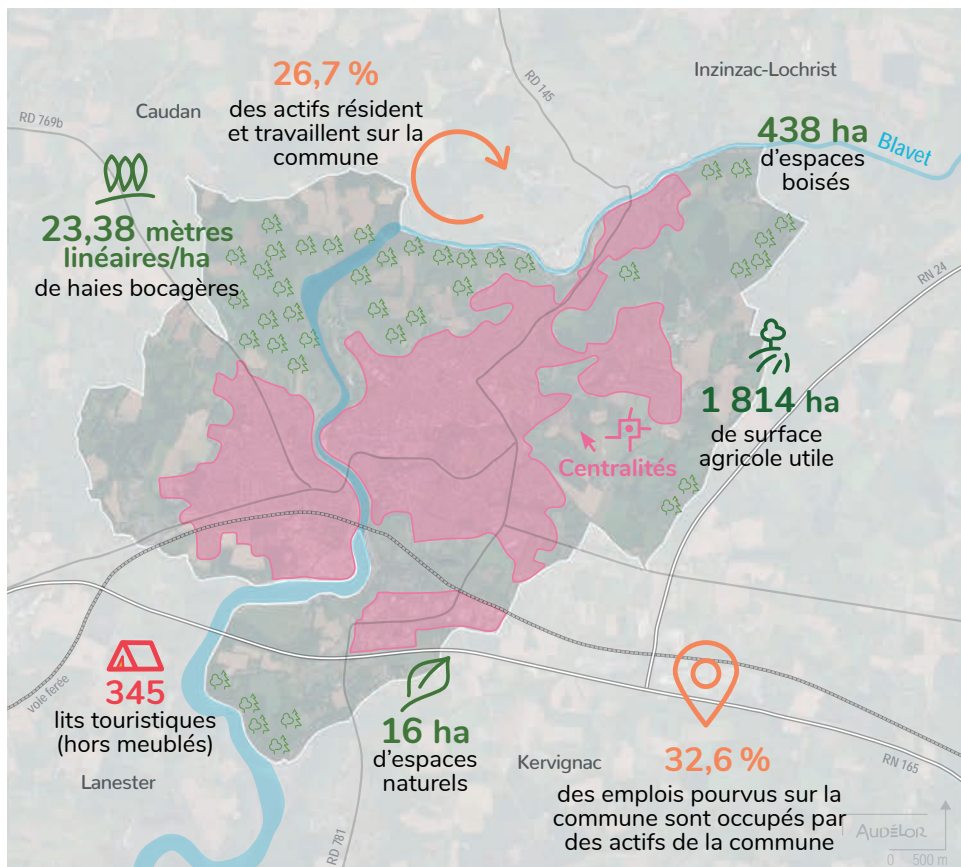 26,7 %
des actifs résident
et travaillent sur la
commune
Inzinzac-Lochrist
RD 145
Caudan
RD 769b
438 ha
d'espaces
boisés
Blavet
23,38 mètres
linéaires/ha
de haies bocagères
RN 24
1 814 ha
de surface
agricole utile
Centralités
voie ferée
345
lits touristiques
(hors meublés)
Lanester
16 ha
d'espaces
naturels
Kervignac
32,6 %
des emplois pourvus sur la
commune sont occupés par
des actifs de la commune
RN 165
RD 781
AUDÉLOR
0 500 m